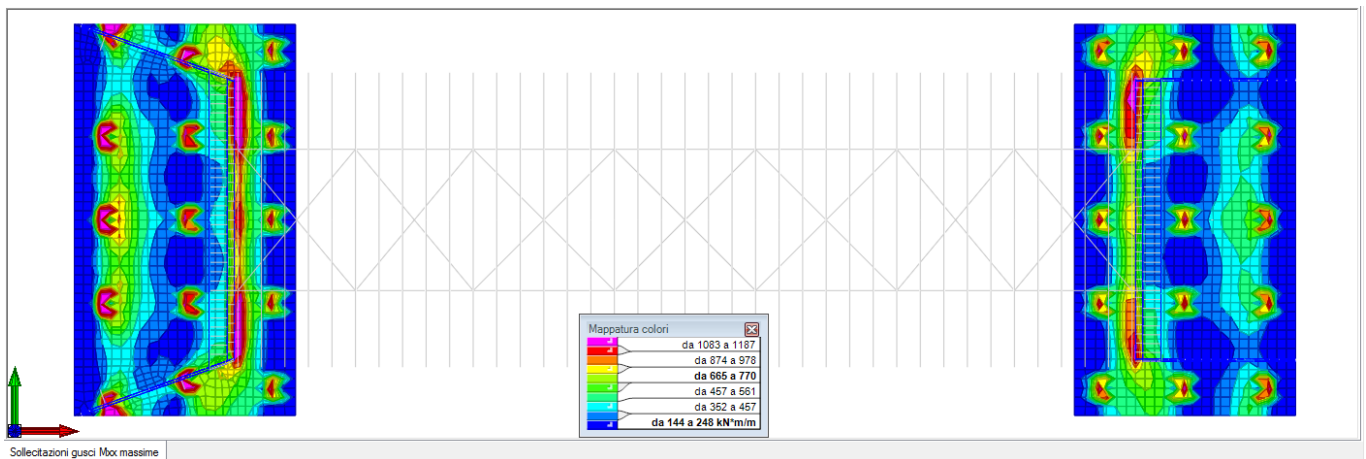 Mappatura colori
da 1083 a 1187
da 874 a 978
da 665 a 770
da 457 a 561
da 352 a 457
da 144 a 248 kN*m/m
Sollecitazioni gusci Mxx massime